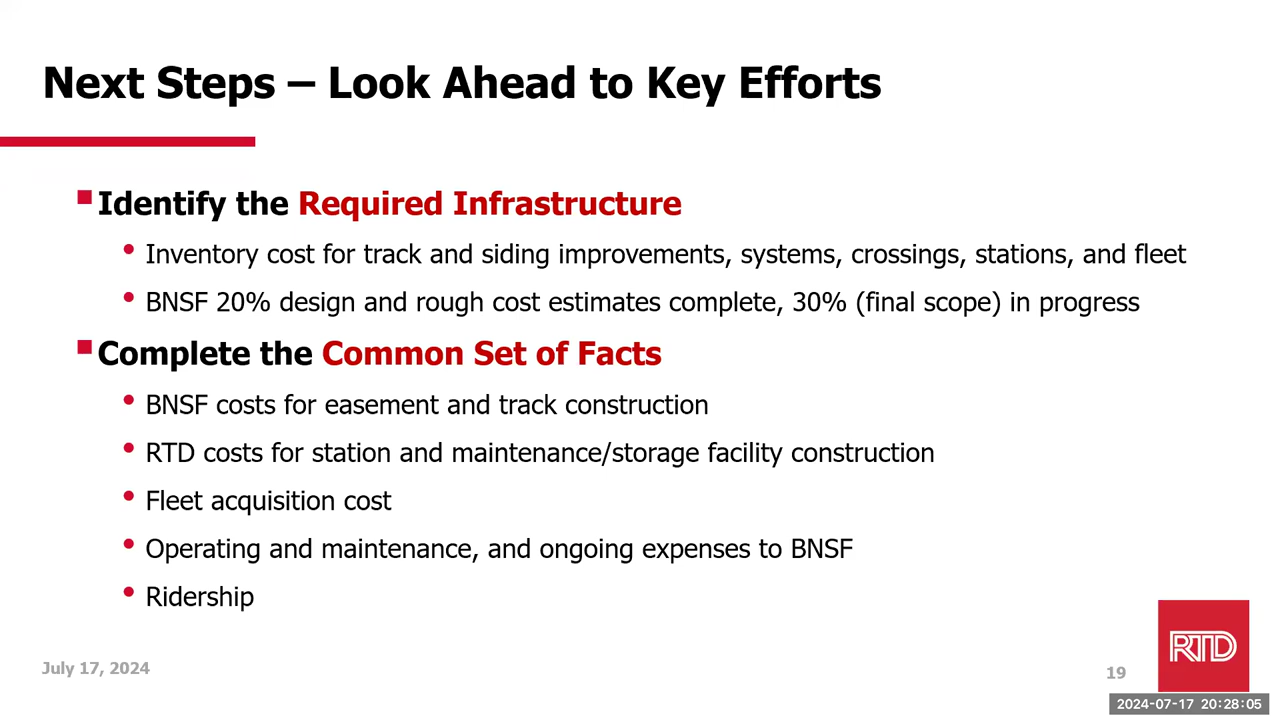 Next Steps – Look Ahead to Key Efforts
Identify the Required Infrastructure
Inventory cost for track and siding improvements, systems, crossings, stations, and fleet
BNSF 20% design and rough cost estimates complete, 30% (final scope) in progress
Complete the Common Set of Facts
BNSF costs for easement and track construction
RTD costs for station and maintenance/storage facility construction
Fleet acquisition cost
Operating and maintenance, and ongoing expenses to BNSF
Ridership
July 17, 2024
19
RTD
2024-07-17 20:28:05